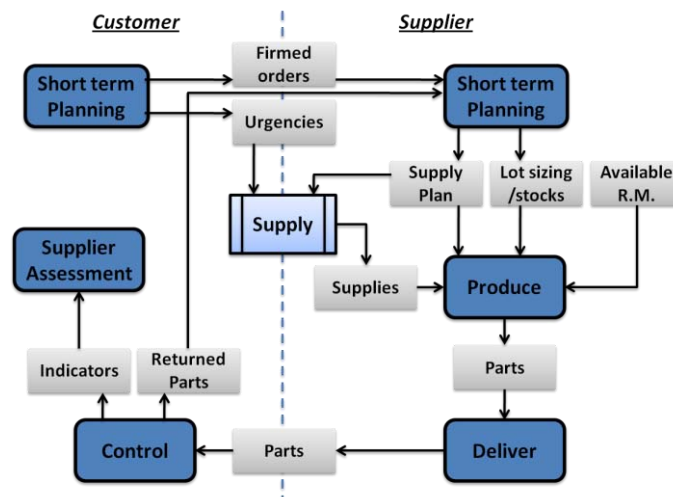 Customer
Supplier
Firmed
orders
Short term
Planning
Short term
Planning
Urgencies
Supply
Plan
Lot sizing
/stocks
Available
R.M.
Supply
Supplier
Assessment
Supplies
Produce
Indicators
Returned
Parts
Parts
Control
Parts
Deliver